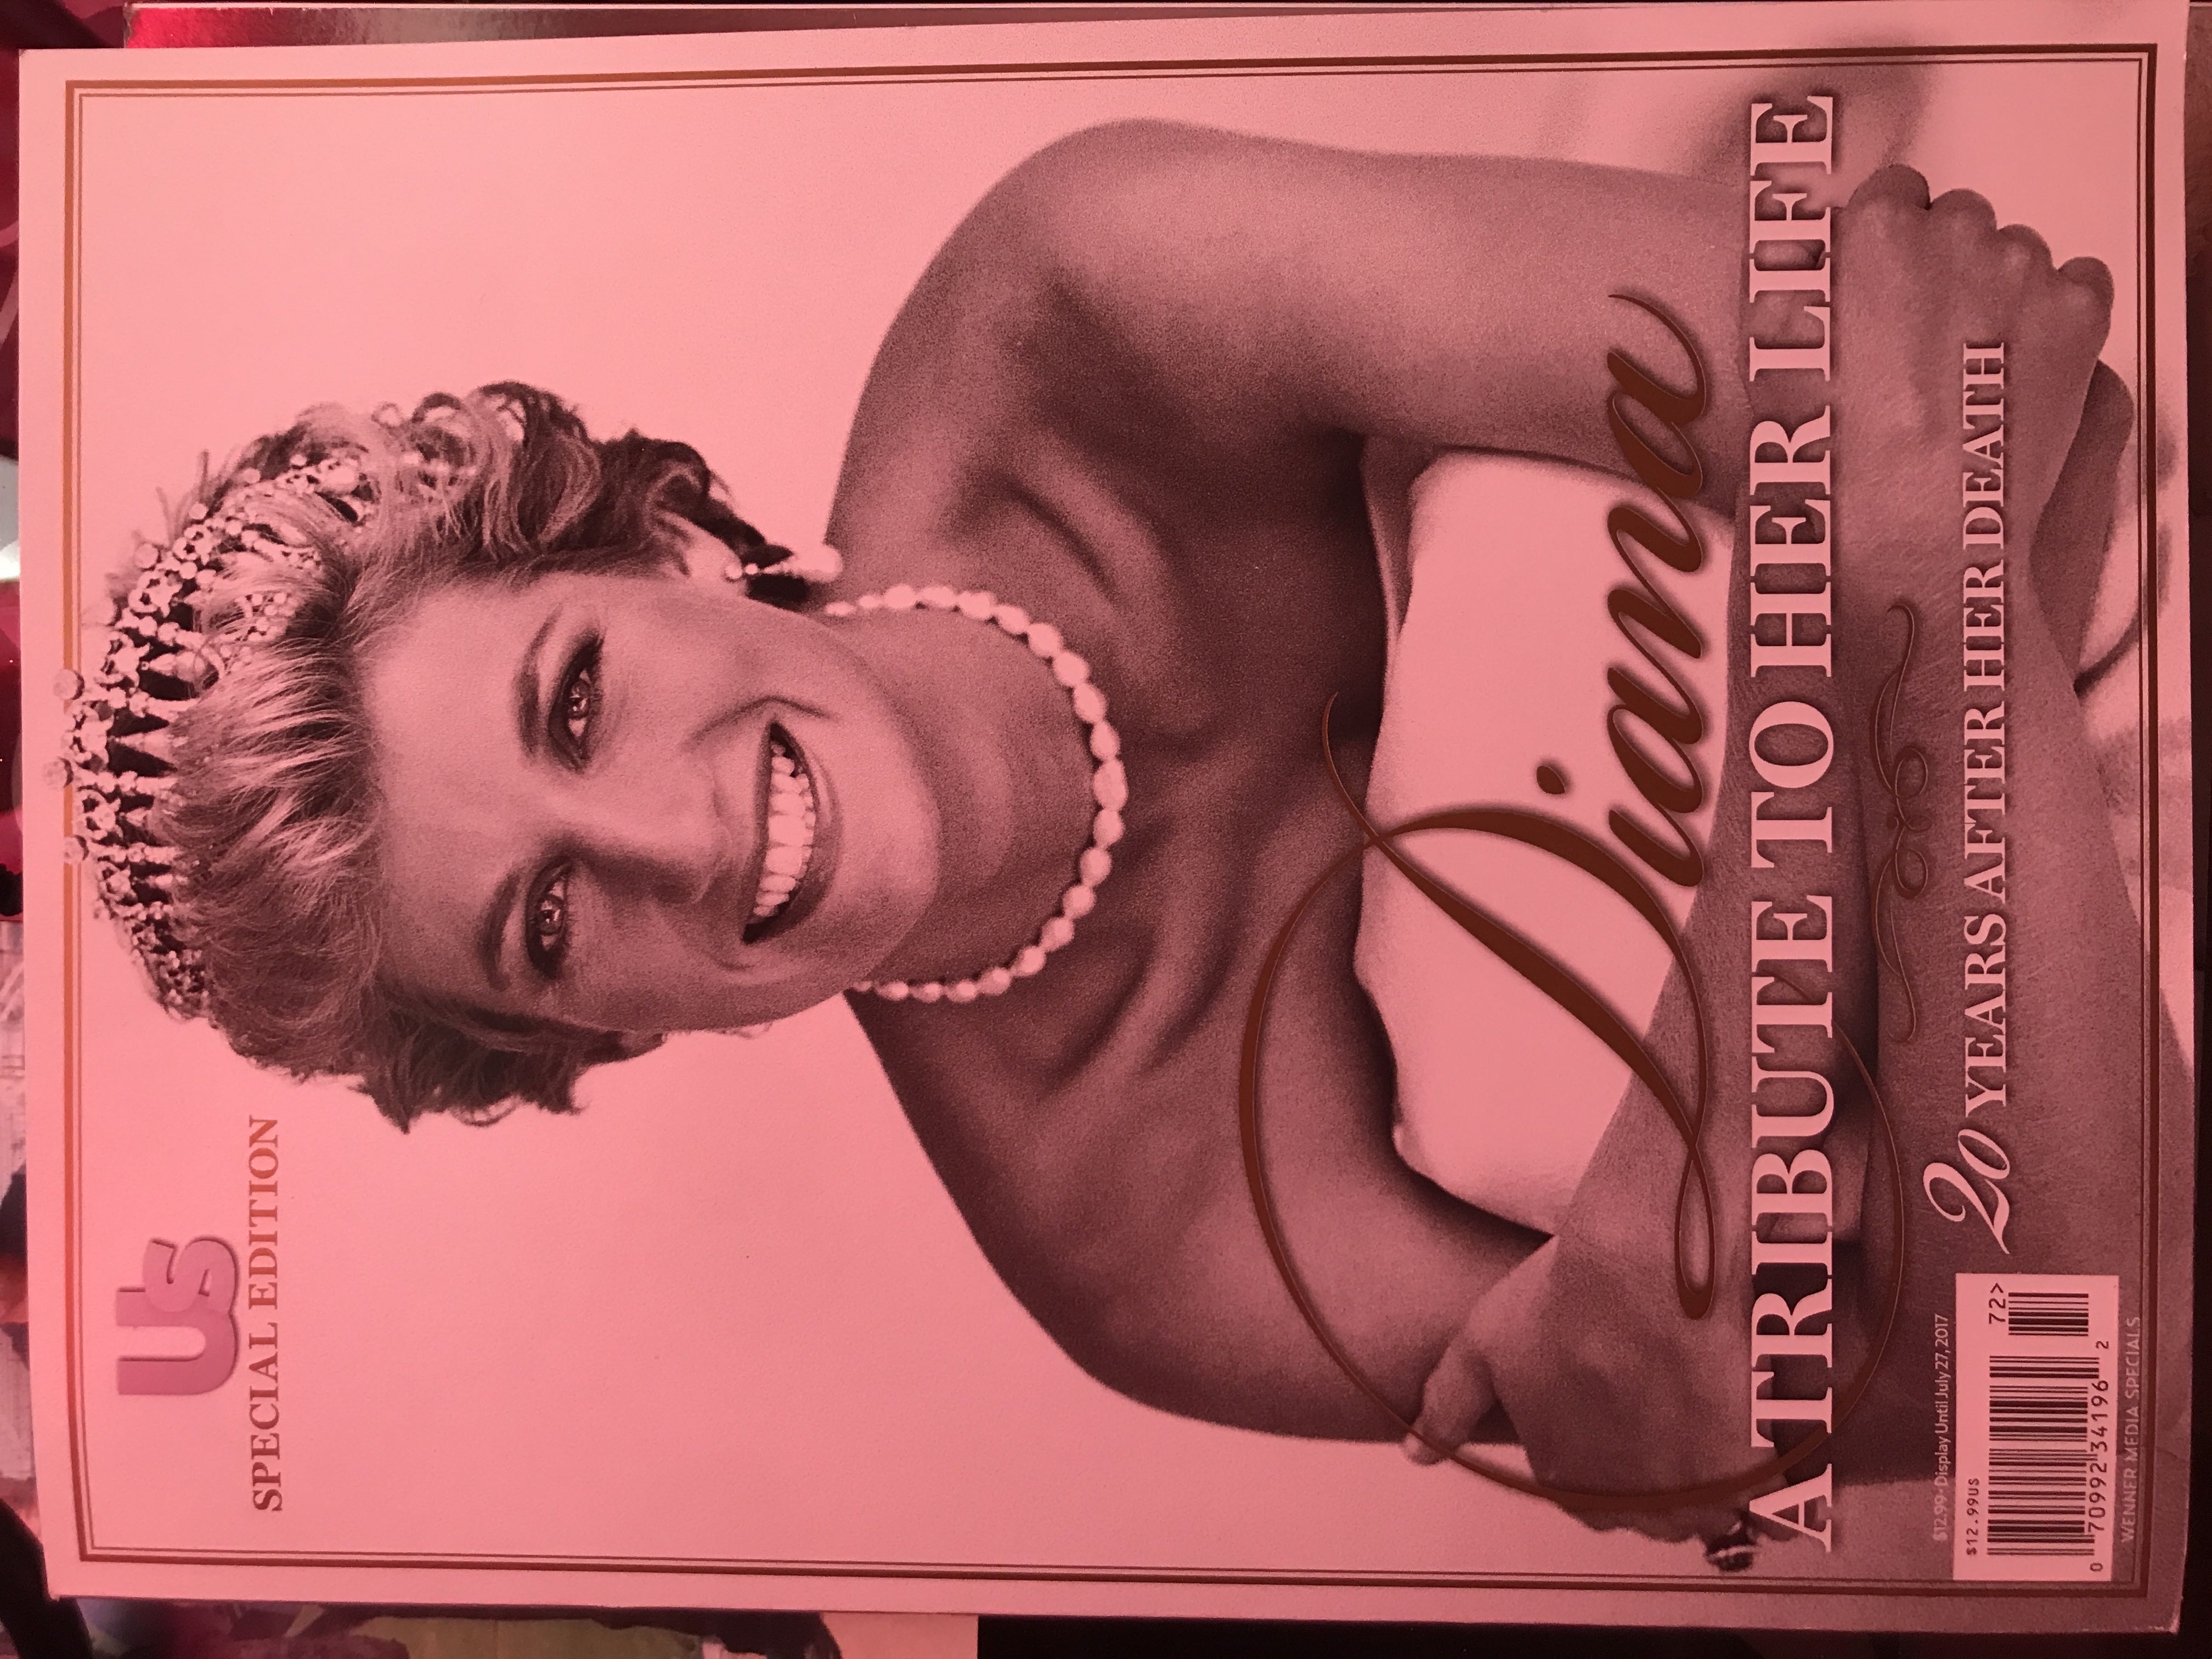 Us
SPECIAL EDITION
Diana
A TRIBUTE TO HER LIFE
20 YEARS AFTER HER DEATH
$12.99 • Display Until July 27, 2017
$12.99US
72>
0 70992 34196 2
WENNER MEDIA SPECIALS